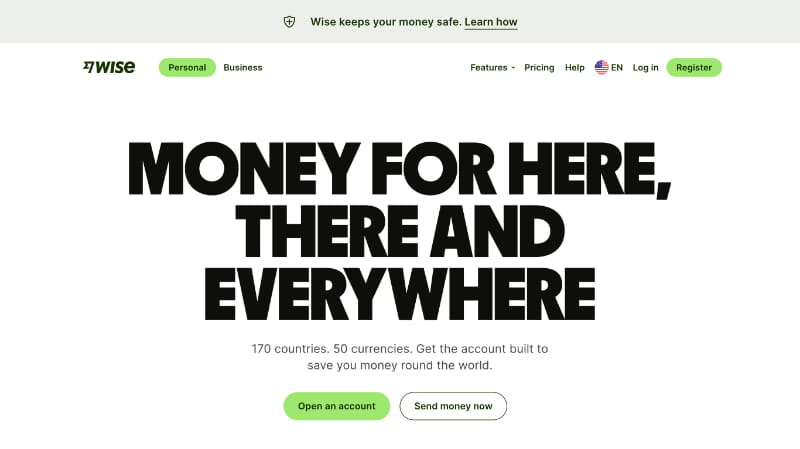 Wise keeps your money safe. Learn how
WISE
Personal
Business
Features
Pricing
Help
EN
Log in
Register
MONEY FOR HERE,
THERE AND
EVERYWHERE
170 countries. 50 currencies. Get the account built to
save you money round the world.
Open an account
Send money now